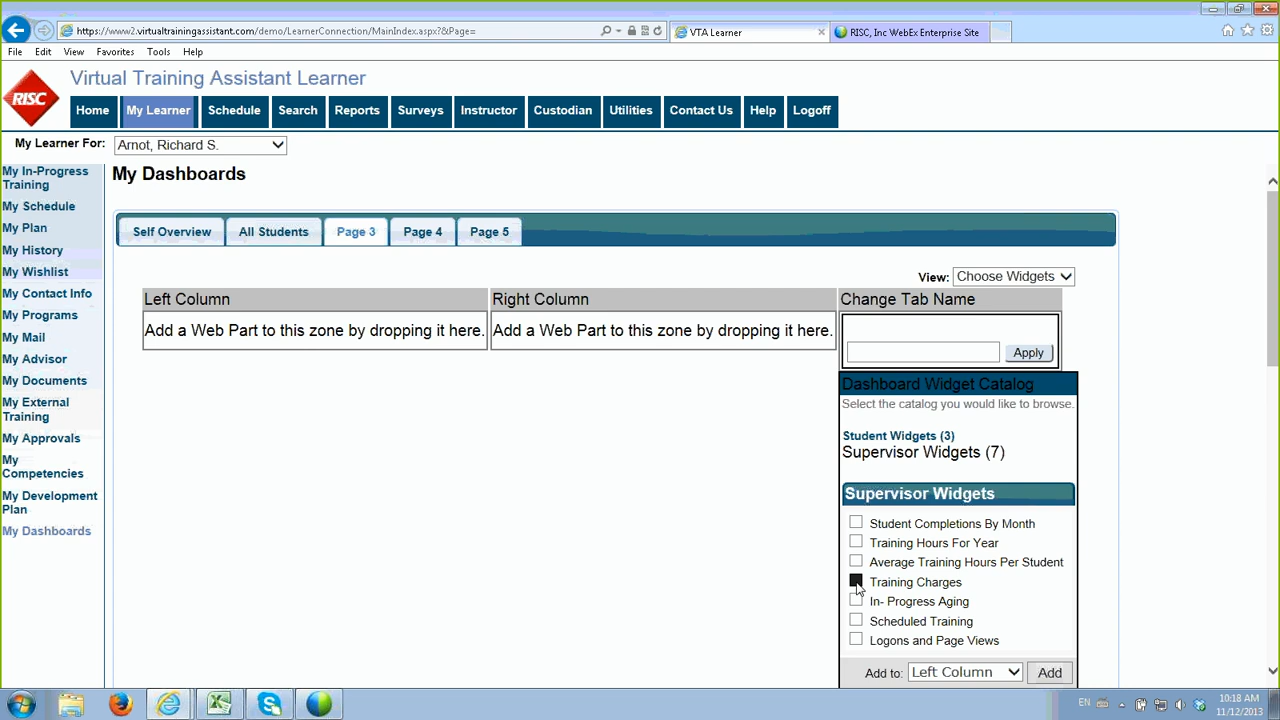 https://www2.virtualtrainingassistant.com/demo/LearnerConnection/MainIndex.aspx?&Page=
VTA Learner
RISC, Inc WebEx Enterprise Site
File Edit View Favorites Tools Help
RISC
Virtual Training Assistant Learner
Home My Learner Schedule Search Reports Surveys Instructor Custodian Utilities Contact Us Help Logoff
My Learner For: Arnot, Richard S.
My In-Progress
Training
My Schedule
My Plan
My History
My Wishlist
My Contact Info
My Programs
My Mail
My Advisor
My Documents
My External
Training
My Approvals
My
Competencies
My Development
Plan
My Dashboards
My Dashboards
Self Overview All Students Page 3 Page 4 Page 5
View: Choose Widgets
Left Column Right Column Change Tab Name
Add a Web Part to this zone by dropping it here. Add a Web Part to this zone by dropping it here.
Apply
Dashboard Widget Catalog
Select the catalog you would like to browse.
Student Widgets (3)
Supervisor Widgets (7)
Supervisor Widgets
Student Completions By Month
Training Hours For Year
Average Training Hours Per Student
Training Charges
In- Progress Aging
Scheduled Training
Logons and Page Views
Add to: Left Column Add
EN
10:18 AM
11/12/2013